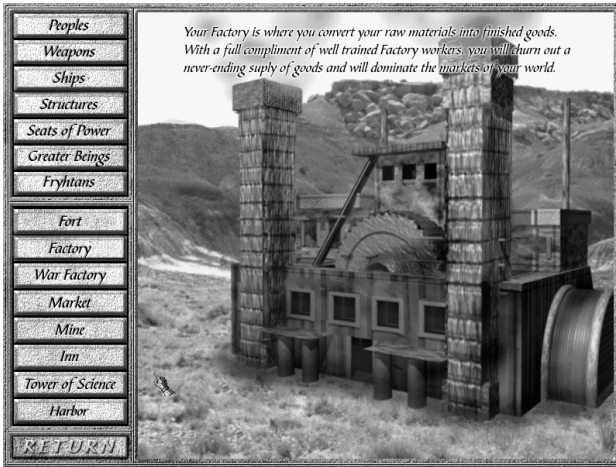 Peoples
Weapons
Ships
Structures
Seats of Power
Greater Beings
Fryhtans
Fort
Factory
War Factory
Market
Mine
Inn
Tower of Science
Harbor
RETURN
Your Factory is where you convert your raw materials into finished goods.
With a full compliment of well trained Factory workers, you will churn out a
never-ending suply of goods and will dominate the markets of your world.